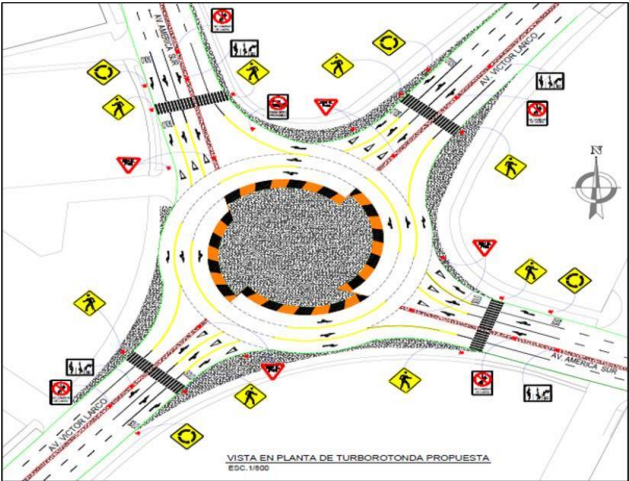 AV. AMERICA SUR
AV. VICTOR LARCO
N
AV. AMERICA SUR
AV. VICTOR LARCO
VISTA EN PLANTA DE TURBOROTONDA PROPUESTA
ESC.1/600